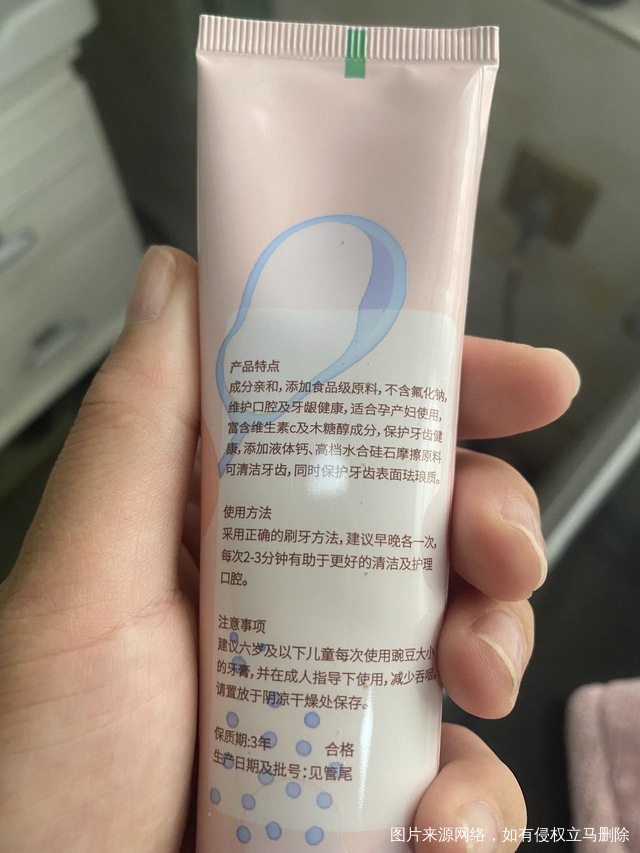 产品特点
成分亲和,添加食品级原料,不含氟化钠,
维护口腔及牙龈健康,适合孕产妇使用,
富含维生素c及木糖醇成分,保护牙齿健
康,添加液体钙、高档水合硅石摩擦原料
可清洁牙齿,同时保护牙齿表面珐琅质。
使用方法
采用正确的刷牙方法,建议早晚各一次,
每次2-3分钟有助于更好的清洁及护理
口腔。
注意事项
建议六岁及以下儿童每次使用豌豆大小
的牙膏,并在成人指导下使用,减少吞咽。
请置放于阴凉干燥处保存。
保质期:3年 合格
生产日期及批号:见管尾
图片来源网络,如有侵权立马删除